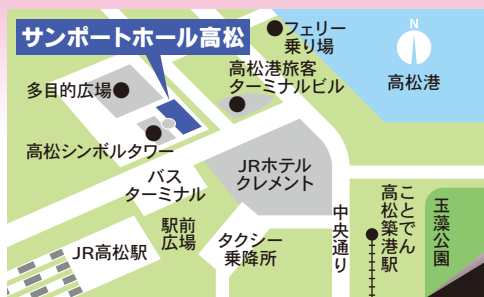 サンポートホール高松
フェリー
乗り場
N
高松港
多目的広場
高松港旅客
ターミナルビル
高松シンボルタワー
バス
ターミナル
JRホテル
クレメント
駅前
広場
JR高松駅
タクシー
乗降所
中央通り
ことでん
高松築港駅
玉藻公園